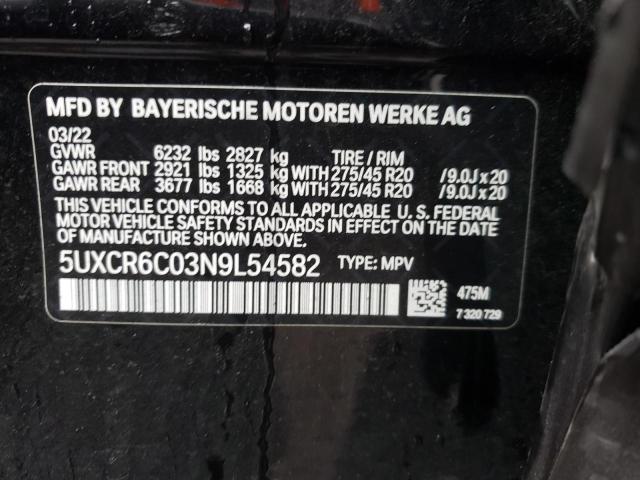 MFD BY BAYERISCHE MOTOREN WERKE AG
03/22
GVWR 6232 lbs 2827 kg TIRE / RIM
GAWR FRONT 2921 lbs 1325 kg WITH 275/45 R20 /9.0J x 20
GAWR REAR 3677 lbs 1668 kg WITH 275/45 R20 /9.0J x 20
THIS VEHICLE CONFORMS TO ALL APPLICABLE U. S. FEDERAL
MOTOR VEHICLE SAFETY STANDARDS IN EFFECT ON THE DATE
OF MANUFACTURE SHOWN ABOVE.
5UXCR6C03N9L54582 TYPE: MPV
475M
7 320 729